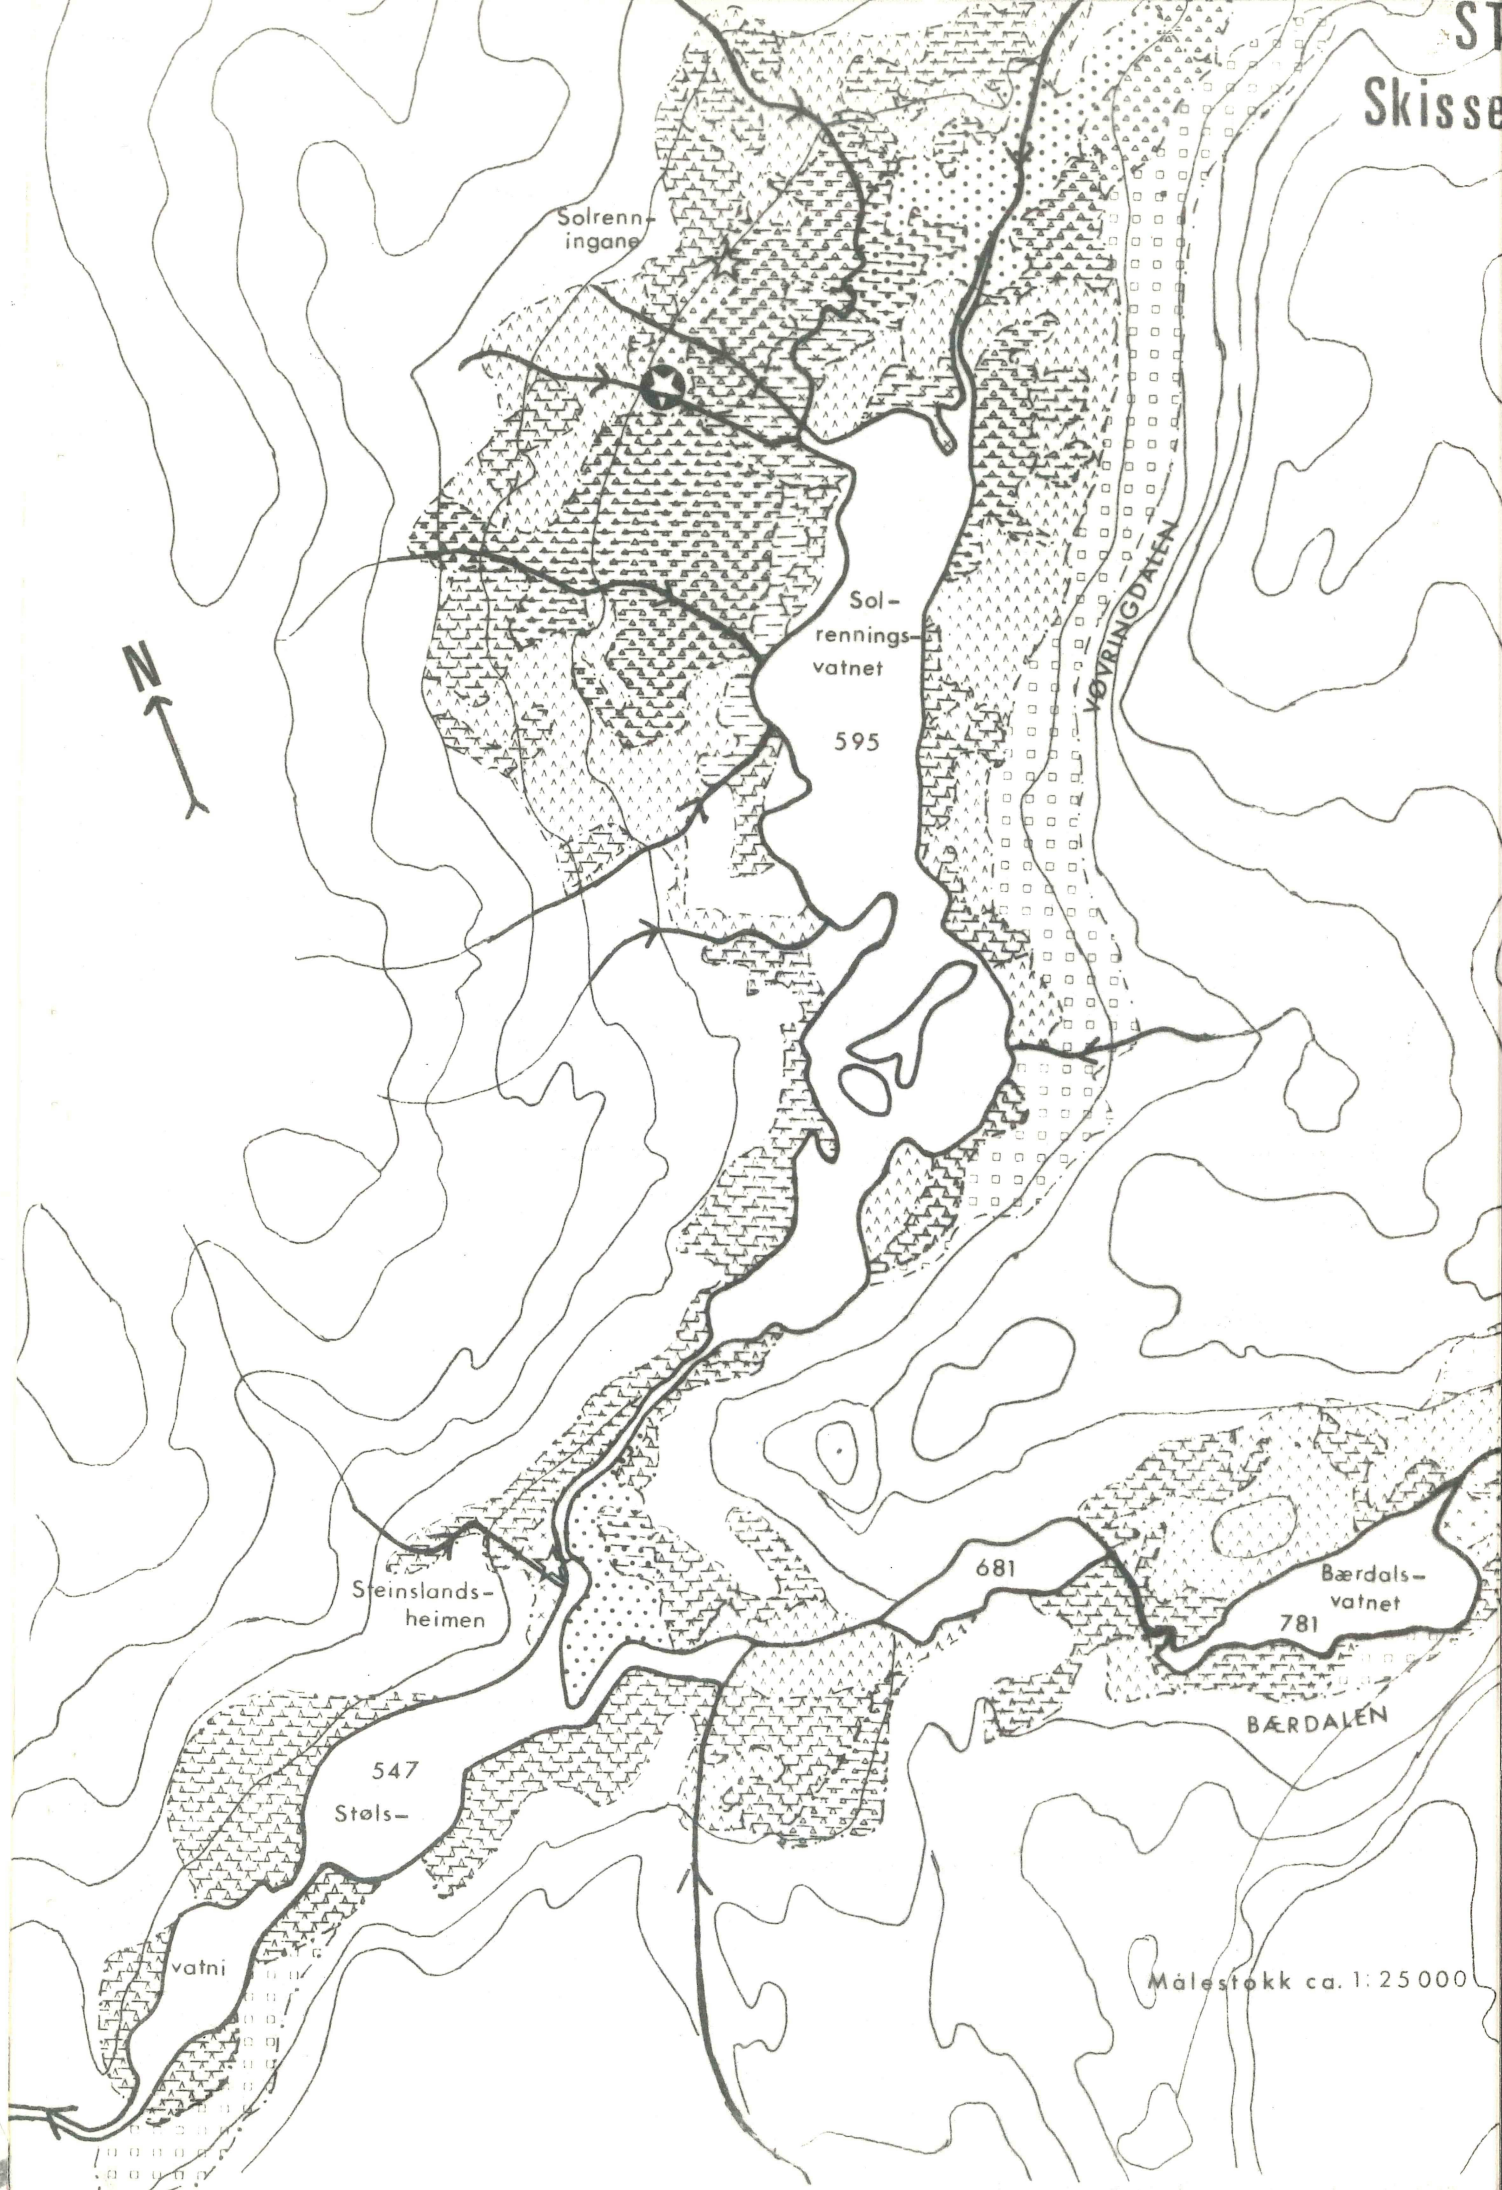 ST
Skisse
Solrenn-
ingane
VØVRINGDALEN
Sol-
rennings-
vatnet
N
595
681
Bærdals-
vatnet
781
Steinslands-
heimen
BÆRDALEN
547
Støls-
vatni
Målestokk ca. 1:25000